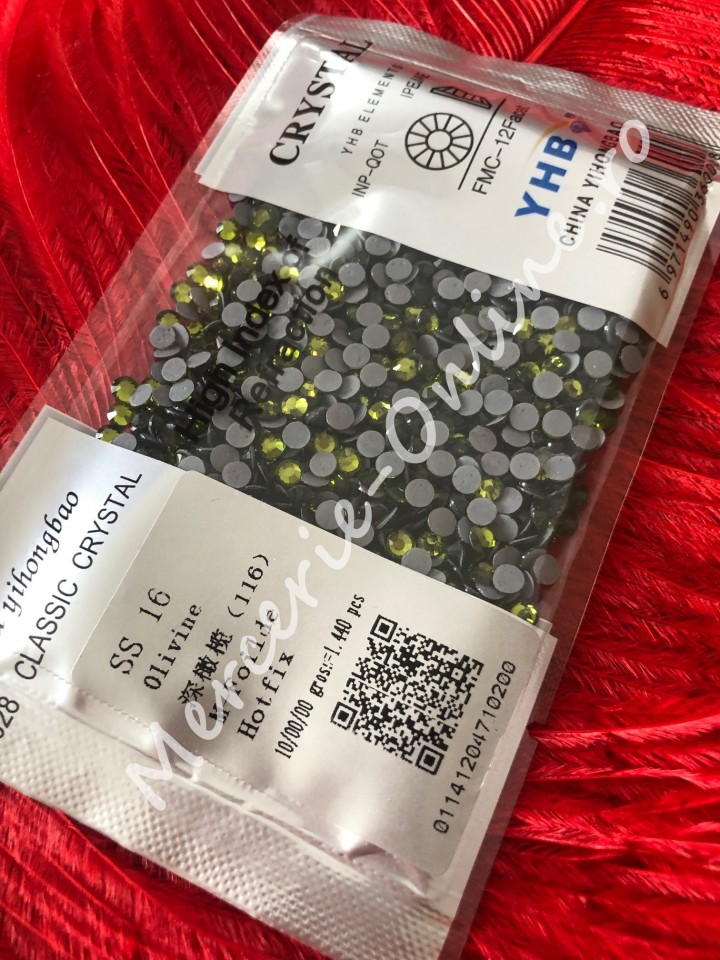 CRYSTAL
YHB ELEMENTS
INP-QOT
FMC-12Facet
YHB
CHINA YIHONGBAO
High Index of
Refraction
yihongbao
CLASSIC CRYSTAL
SS 16
Olivine
深橄榄 (116)
Hotfix
10/00/00 gross=1,440 pcs
01141204710200
Mercerie-Online.ro